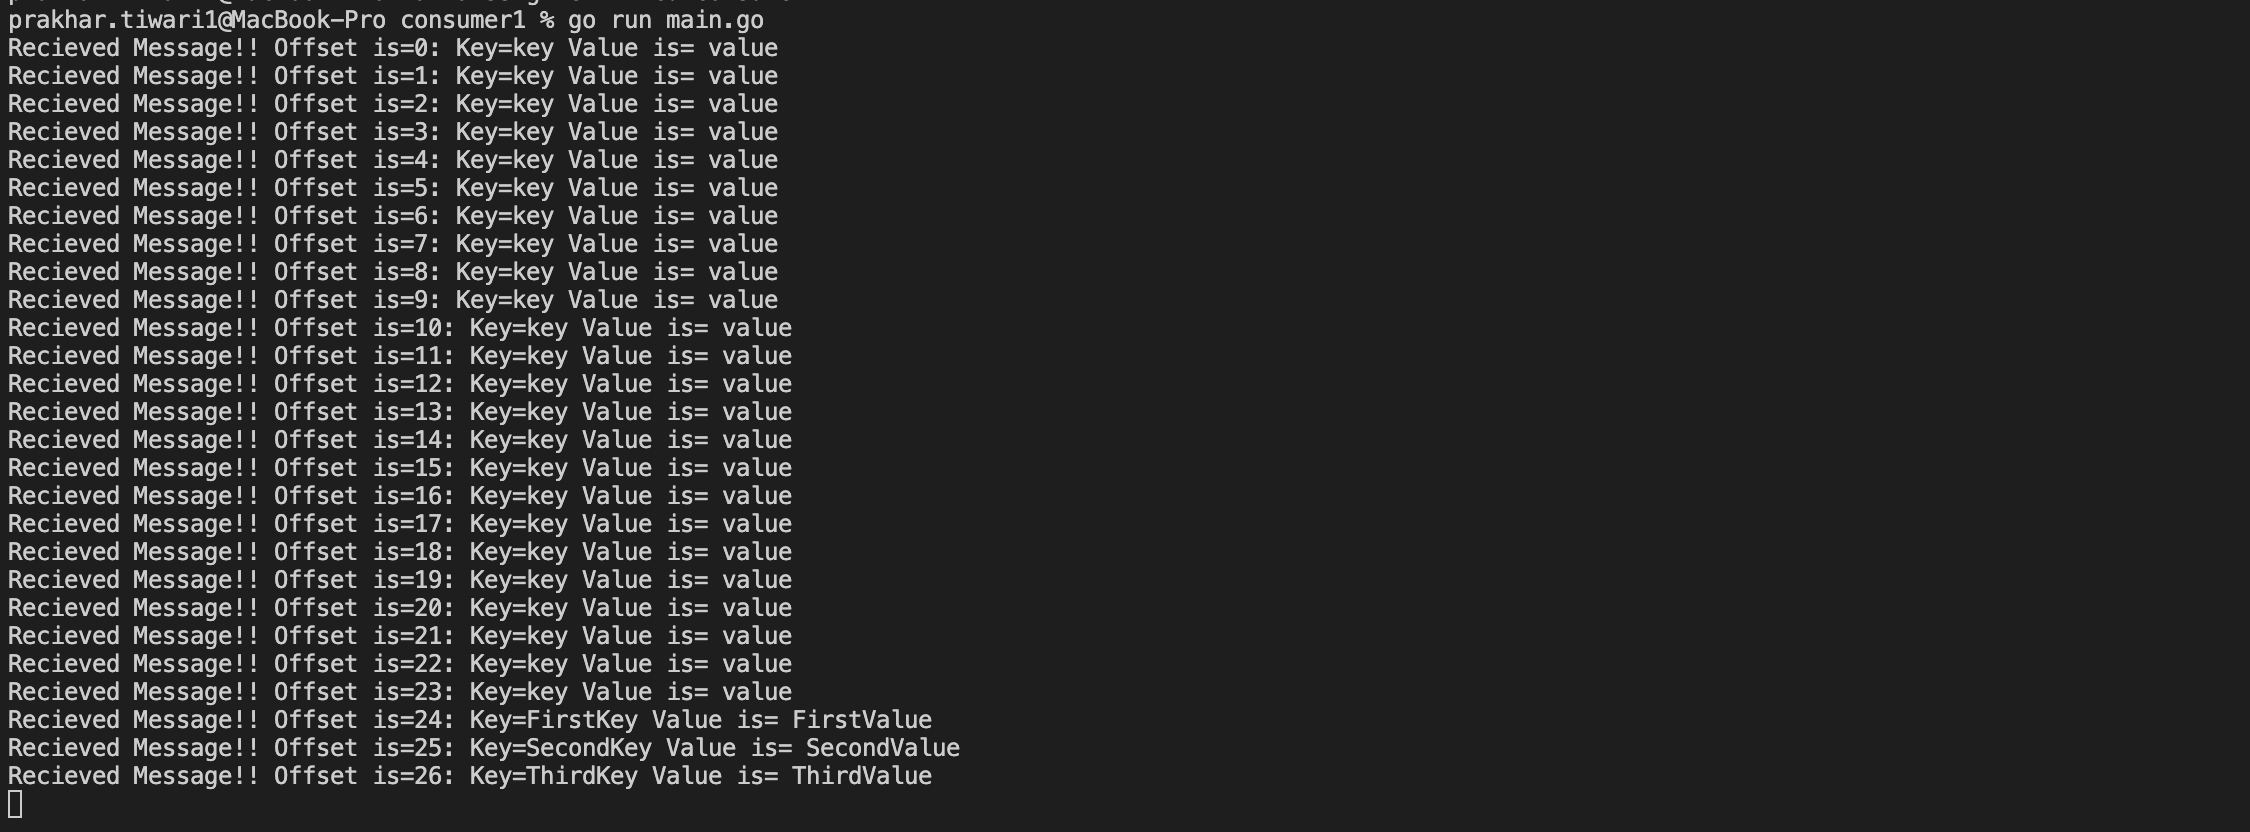 prakhar.tiwari1@MacBook-Pro consumer1 % go run main.go
Recieved Message!! Offset is=0: Key=key Value is= value
Recieved Message!! Offset is=1: Key=key Value is= value
Recieved Message!! Offset is=2: Key=key Value is= value
Recieved Message!! Offset is=3: Key=key Value is= value
Recieved Message!! Offset is=4: Key=key Value is= value
Recieved Message!! Offset is=5: Key=key Value is= value
Recieved Message!! Offset is=6: Key=key Value is= value
Recieved Message!! Offset is=7: Key=key Value is= value
Recieved Message!! Offset is=8: Key=key Value is= value
Recieved Message!! Offset is=9: Key=key Value is= value
Recieved Message!! Offset is=10: Key=key Value is= value
Recieved Message!! Offset is=11: Key=key Value is= value
Recieved Message!! Offset is=12: Key=key Value is= value
Recieved Message!! Offset is=13: Key=key Value is= value
Recieved Message!! Offset is=14: Key=key Value is= value
Recieved Message!! Offset is=15: Key=key Value is= value
Recieved Message!! Offset is=16: Key=key Value is= value
Recieved Message!! Offset is=17: Key=key Value is= value
Recieved Message!! Offset is=18: Key=key Value is= value
Recieved Message!! Offset is=19: Key=key Value is= value
Recieved Message!! Offset is=20: Key=key Value is= value
Recieved Message!! Offset is=21: Key=key Value is= value
Recieved Message!! Offset is=22: Key=key Value is= value
Recieved Message!! Offset is=23: Key=key Value is= value
Recieved Message!! Offset is=24: Key=FirstKey Value is= FirstValue
Recieved Message!! Offset is=25: Key=SecondKey Value is= SecondValue
Recieved Message!! Offset is=26: Key=ThirdKey Value is= ThirdValue